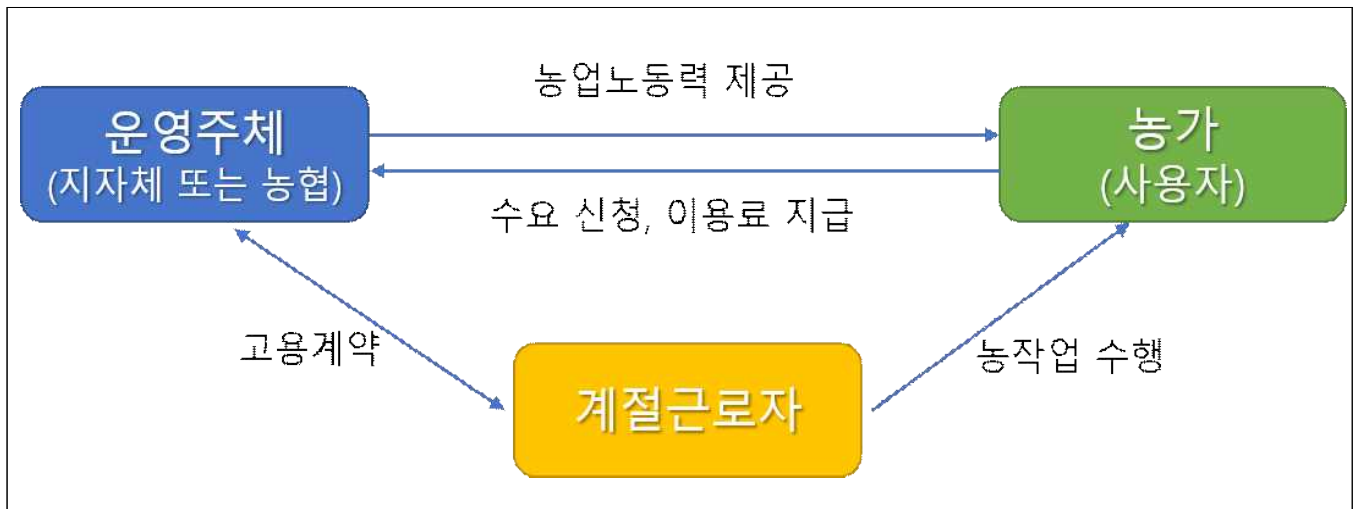 농업노동력 제공
운영주체
(지자체 또는 농협)
농가
(사용자)
수요 신청, 이용료 지급
고용계약
농작업 수행
계절근로자